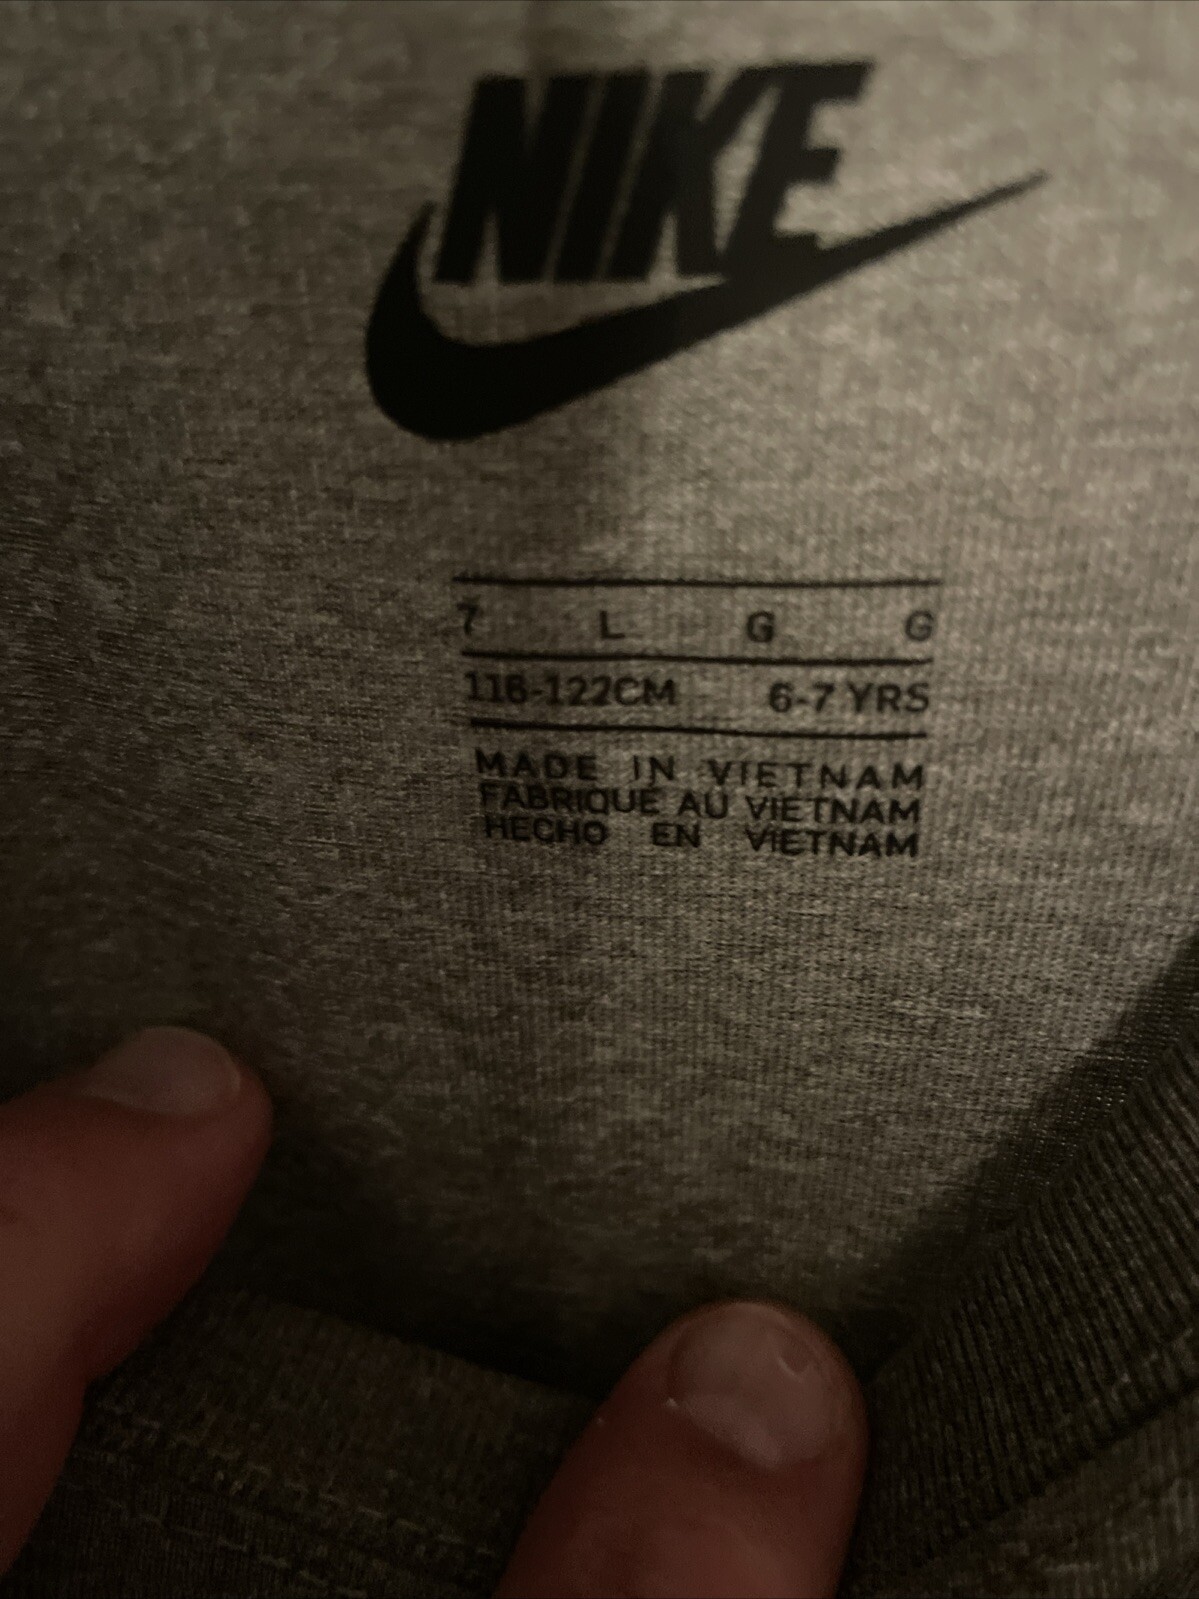 NIKE
7 L G G
116-122CM 6-7 YRS
MADE IN VIETNAM
FABRIQUE AU VIETNAM
HECHO EN VIETNAM